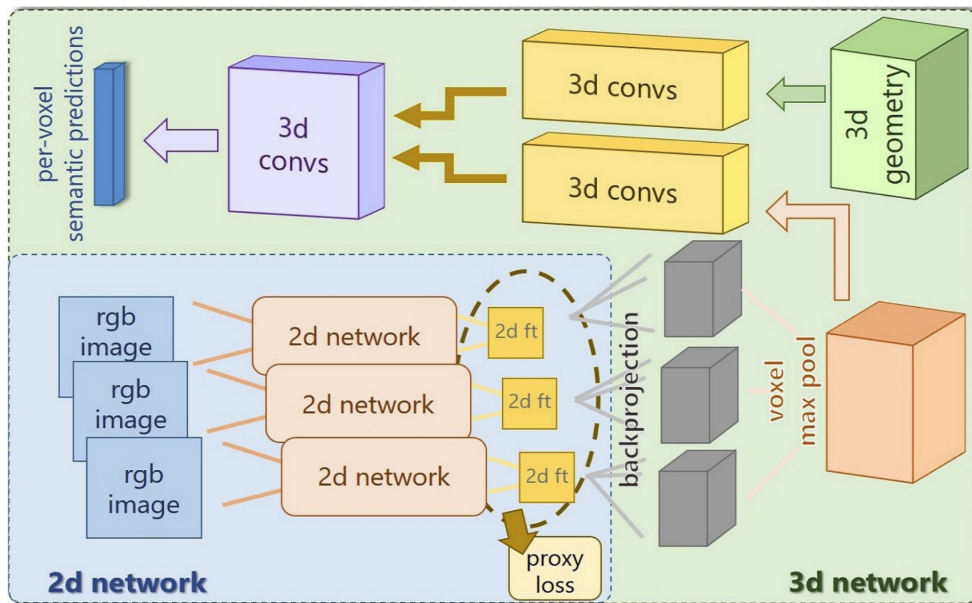 per-voxel
semantic predictions
3d
convs
3d convs
3d convs
3d
geometry
rgb
image
rgb
image
rgb
image
2d network
2d network
2d network
2d ft
2d ft
2d ft
backprojection
voxel
max pool
proxy
loss
2d network
3d network